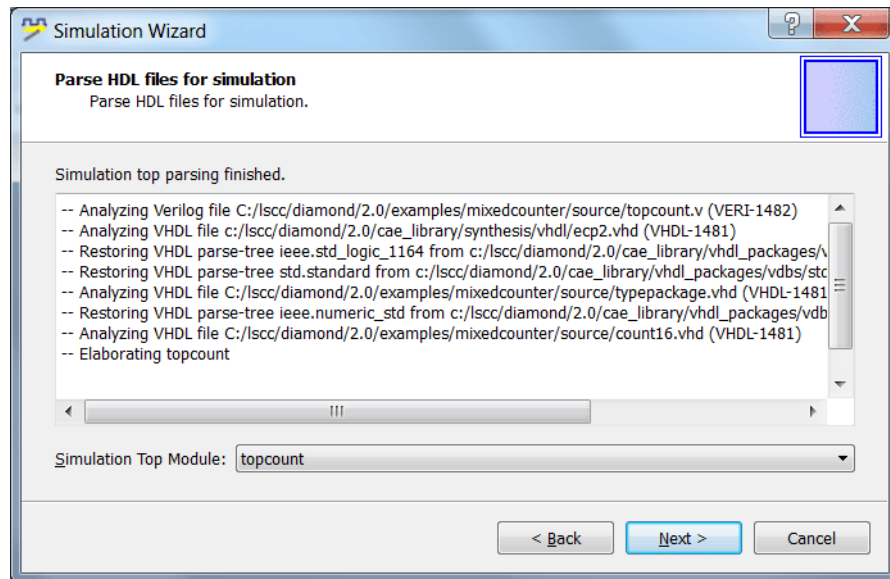 Simulation Wizard
Parse HDL files for simulation
Parse HDL files for simulation.
Simulation top parsing finished.
-- Analyzing Verilog file C:/lscc/diamond/2.0/examples/mixedcounter/source/topcount.v (VERI-1482)
-- Analyzing VHDL file c:/lscc/diamond/2.0/cae_library/synthesis/vhdl/ecp2.vhd (VHDL-1481)
-- Restoring VHDL parse-tree ieee.std_logic_1164 from c:/lscc/diamond/2.0/cae_library/vhdl_packages/v
-- Restoring VHDL parse-tree std.standard from c:/lscc/diamond/2.0/cae_library/vhdl_packages/vdbs/stc
-- Analyzing VHDL file C:/lscc/diamond/2.0/examples/mixedcounter/source/typepackage.vhd (VHDL-1481
-- Restoring VHDL parse-tree ieee.numeric_std from c:/lscc/diamond/2.0/cae_library/vhdl_packages/vdb
-- Analyzing VHDL file C:/lscc/diamond/2.0/examples/mixedcounter/source/count16.vhd (VHDL-1481)
-- Elaborating topcount
Simulation Top Module: topcount
< Back Next > Cancel